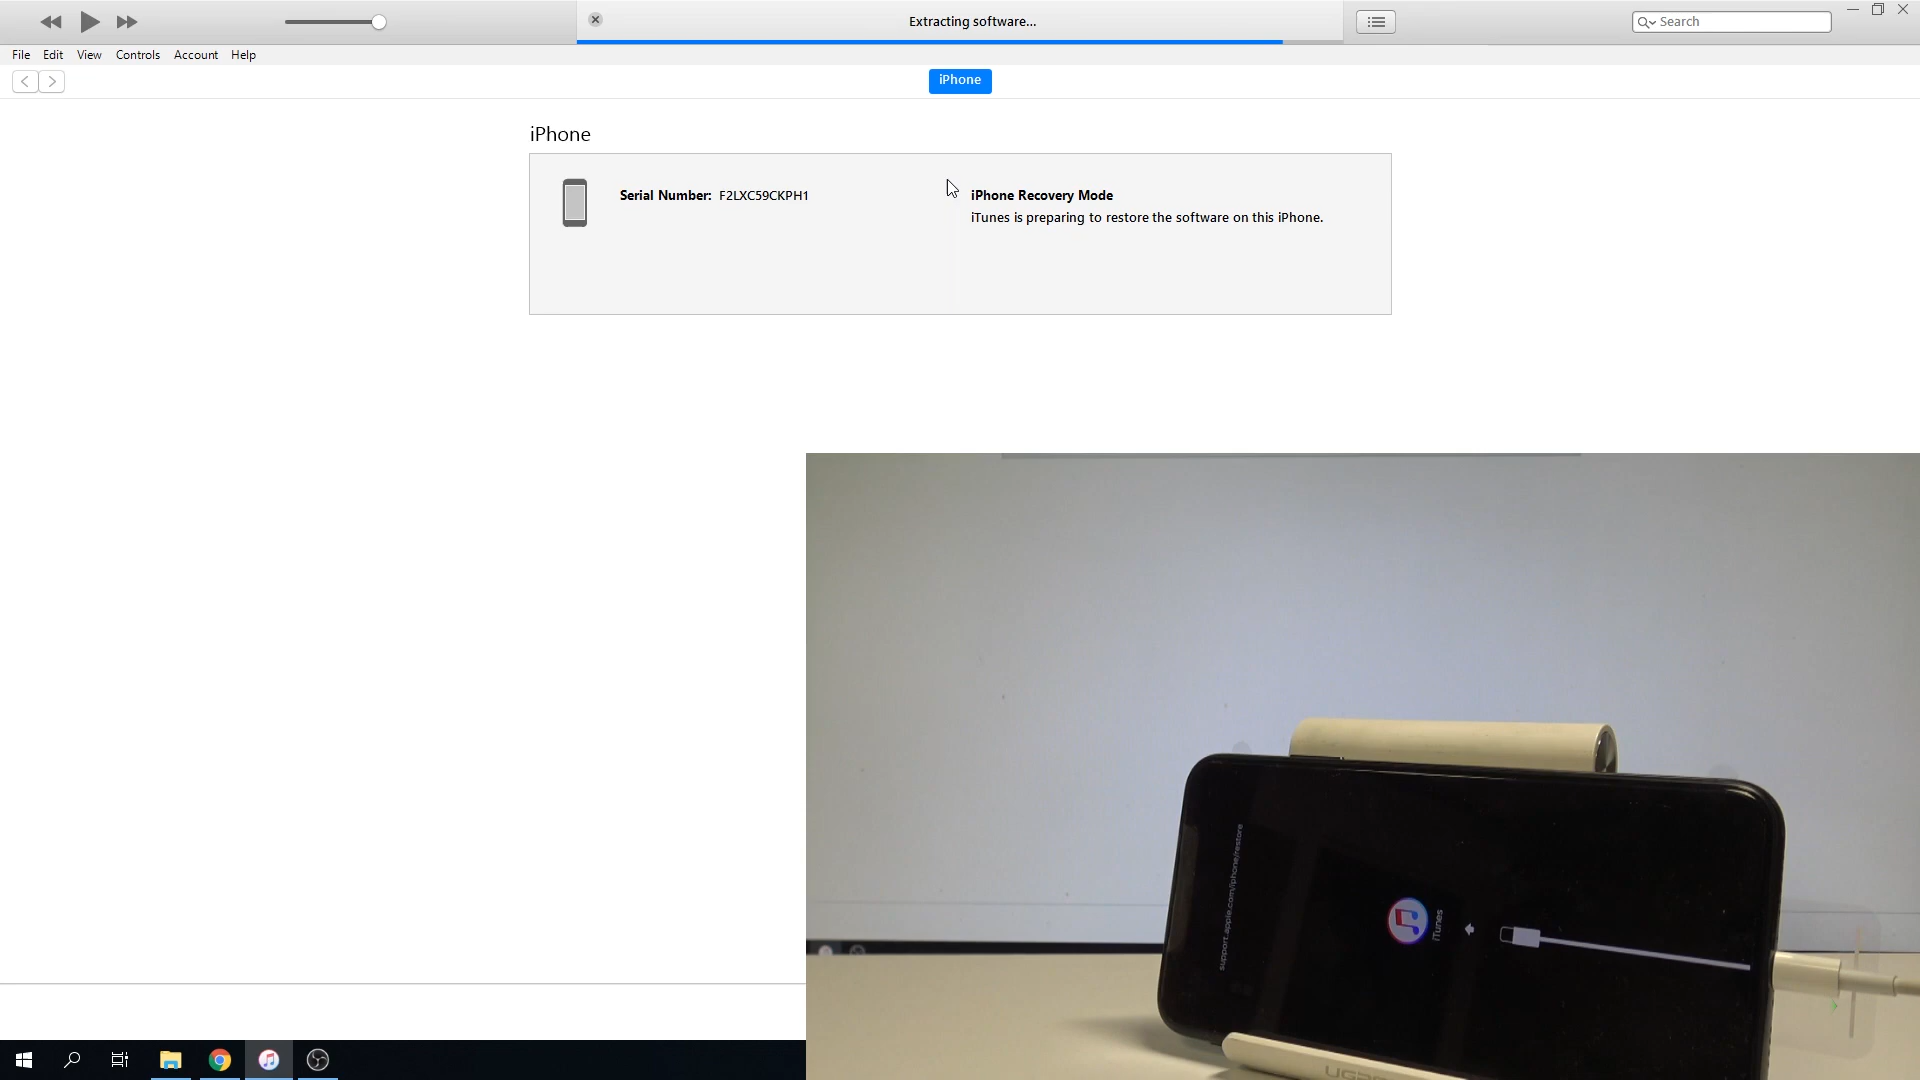 Extracting software...
Search
File Edit View Controls Account Help
iPhone
iPhone
Serial Number: F2LXC59CKPH1
iPhone Recovery Mode
iTunes is preparing to restore the software on this iPhone.
support.apple.com/iphone/restore
iTunes